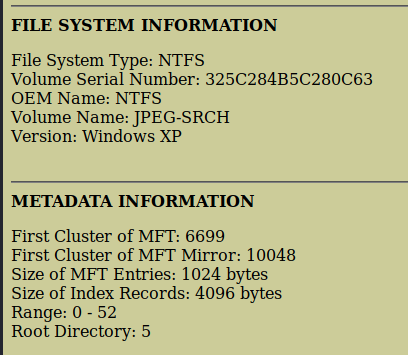 FILE SYSTEM INFORMATION
File System Type: NTFS
Volume Serial Number: 325C284B5C280C63
OEM Name: NTFS
Volume Name: JPEG-SRCH
Version: Windows XP
METADATA INFORMATION
First Cluster of MFT: 6699
First Cluster of MFT Mirror: 10048
Size of MFT Entries: 1024 bytes
Size of Index Records: 4096 bytes
Range: 0 - 52
Root Directory: 5